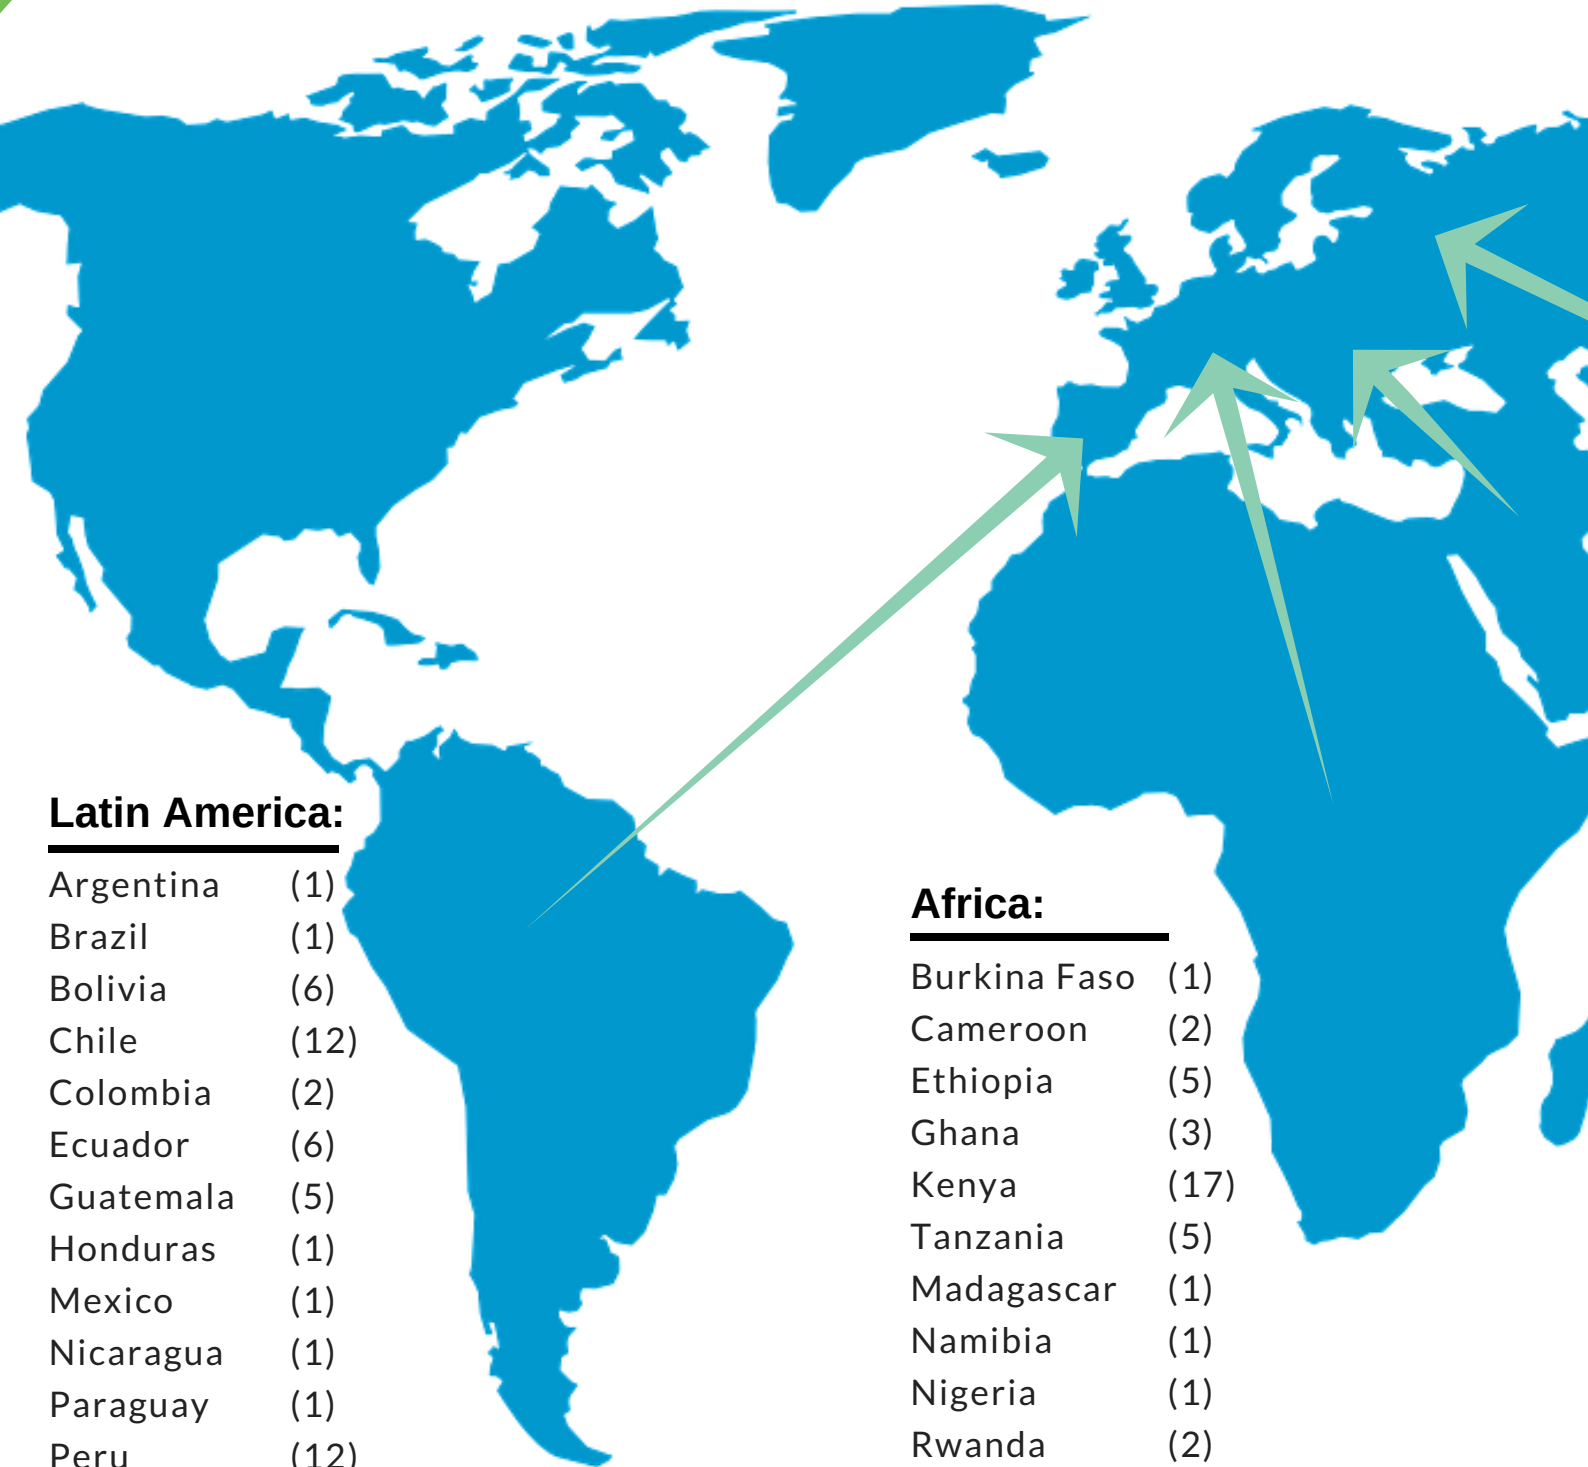 Latin America:
Argentina (1)
Brazil (1)
Bolivia (6)
Chile (12)
Colombia (2)
Ecuador (6)
Guatemala (5)
Honduras (1)
Mexico (1)
Nicaragua (1)
Paraguay (1)
Peru (12)
Africa:
Burkina Faso (1)
Cameroon (2)
Ethiopia (5)
Ghana (3)
Kenya (17)
Tanzania (5)
Madagascar (1)
Namibia (1)
Nigeria (1)
Rwanda (2)